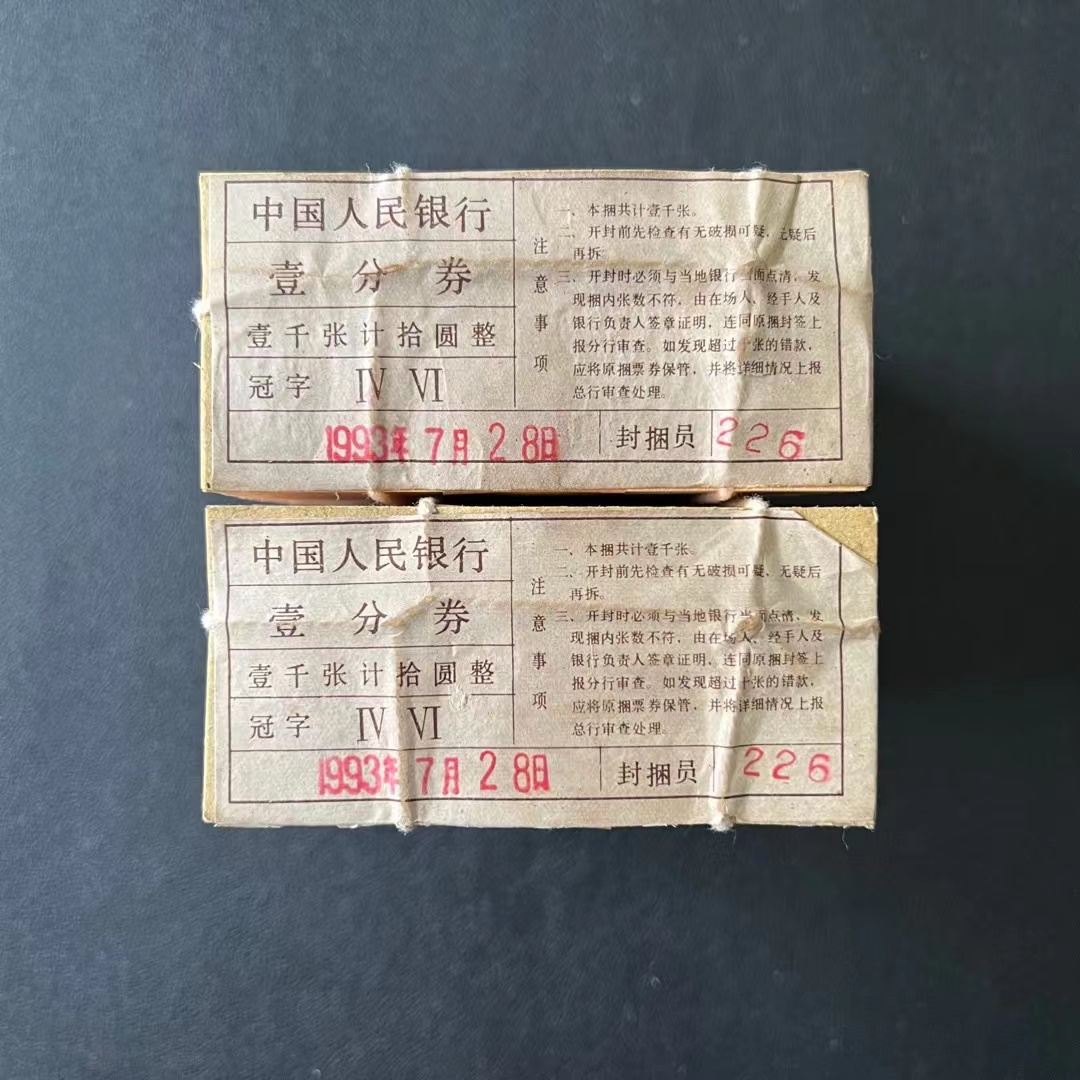 中国人民银行
壹分券
壹千张计拾圆整
冠字 Ⅳ Ⅵ
注意事项
一、本捆共计壹千张。
二、开封前先检查有无破损可疑、无疑后
再拆。
三、开封时必须与当地银行当面点清,发
现捆内张数不符,由在场人、经手人及
银行负责人签章证明,连同原捆封签上
报分行审查。如发现超过十张的错款,
应将原捆票券保管,并将详细情况上报
总行审查处理。
1993年7月28日
封捆员 226
中国人民银行
壹分券
壹千张计拾圆整
冠字 Ⅳ Ⅵ
注意事项
一、本捆共计壹千张。
二、开封前先检查有无破损可疑、无疑后
再拆。
三、开封时必须与当地银行当面点清,发
现捆内张数不符,由在场人、经手人及
银行负责人签章证明,连同原捆封签上
报分行审查。如发现超过十张的错款,
应将原捆票券保管,并将详细情况上报
总行审查处理。
1993年7月28日
封捆员 226